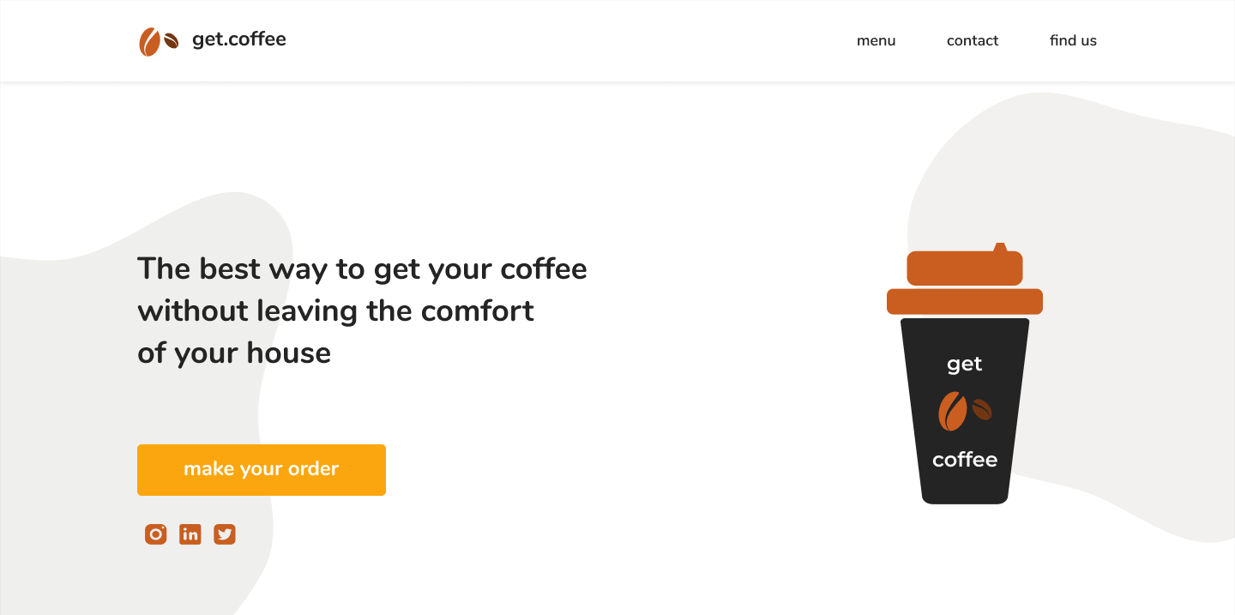 get.coffee
menu
contact
find us
The best way to get your coffee
without leaving the comfort
of your house
make your order
get
coffee